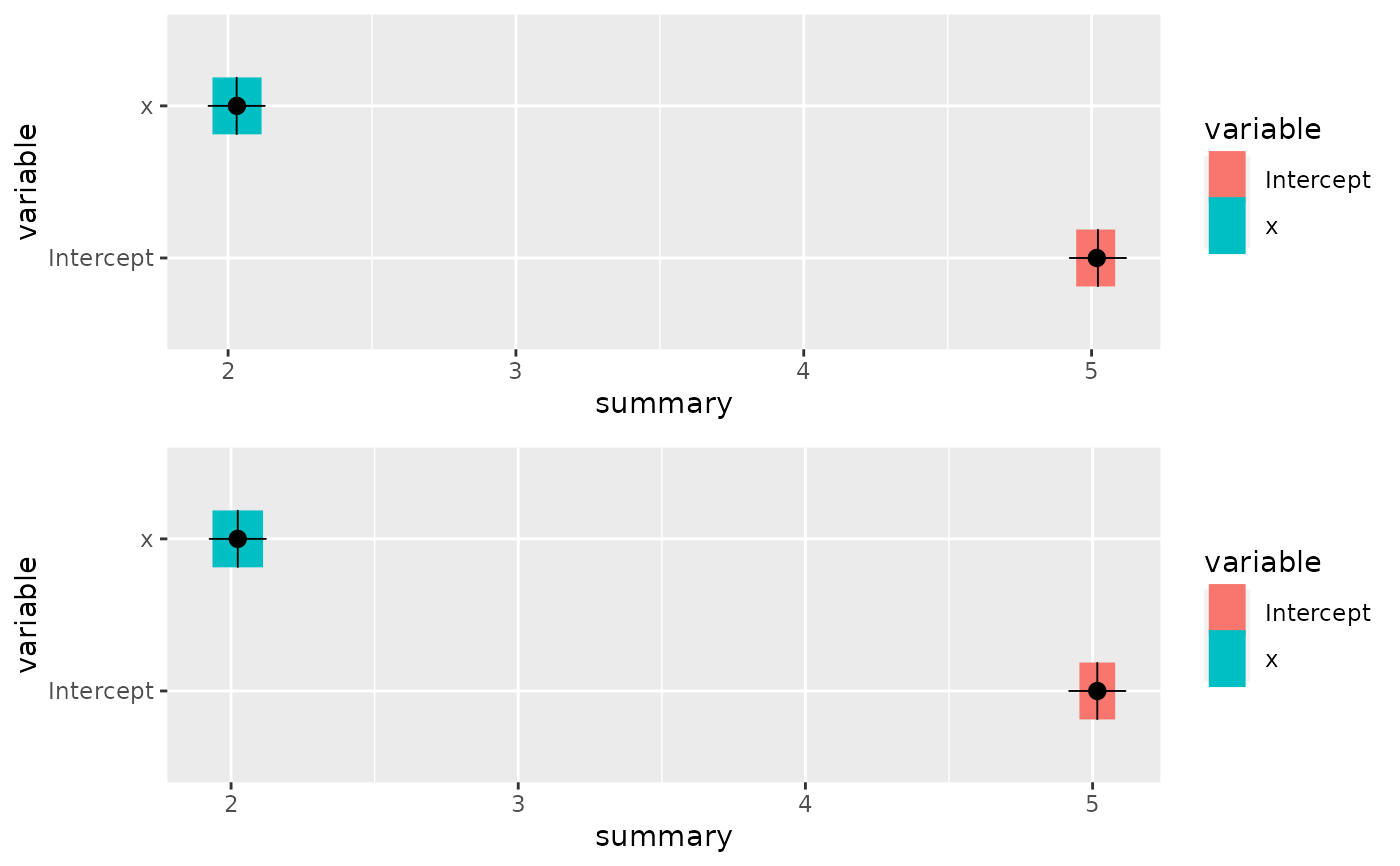 variable
x
Intercept
2 3 4 5
summary
variable
Intercept
x
variable
x
Intercept
2 3 4 5
summary
variable
Intercept
x